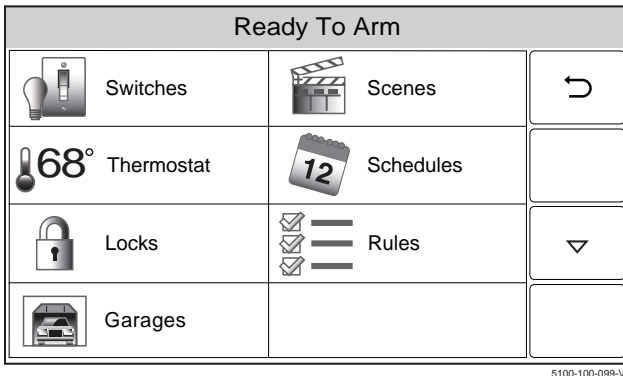 Ready To Arm
Switches
Scenes
68° Thermostat
12
Schedules
Locks
Rules
Garages
5100-100-099-V